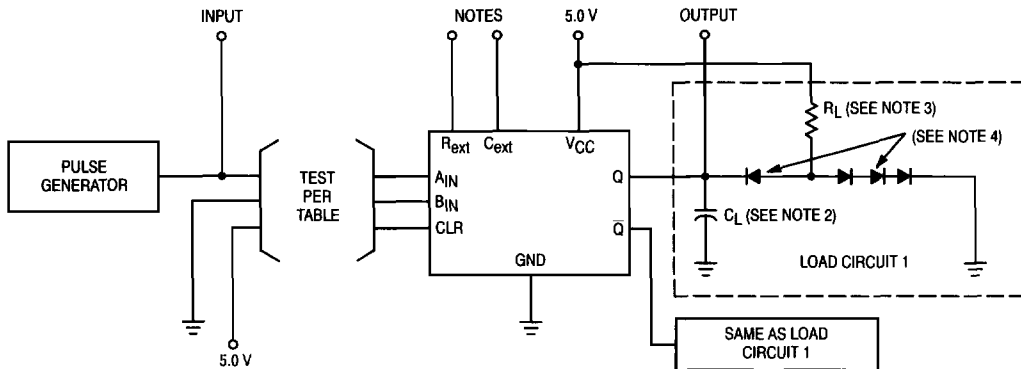 INPUT
NOTES
5.0 V
OUTPUT
RL (SEE NOTE 3)
(SEE NOTE 4)
PULSE
GENERATOR
TEST
PER
TABLE
Rext
Cext
VCC
AIN
BIN
CLR
Q
Q̅
GND
CL (SEE NOTE 2)
LOAD CIRCUIT 1
5.0 V
SAME AS LOAD
CIRCUIT 1